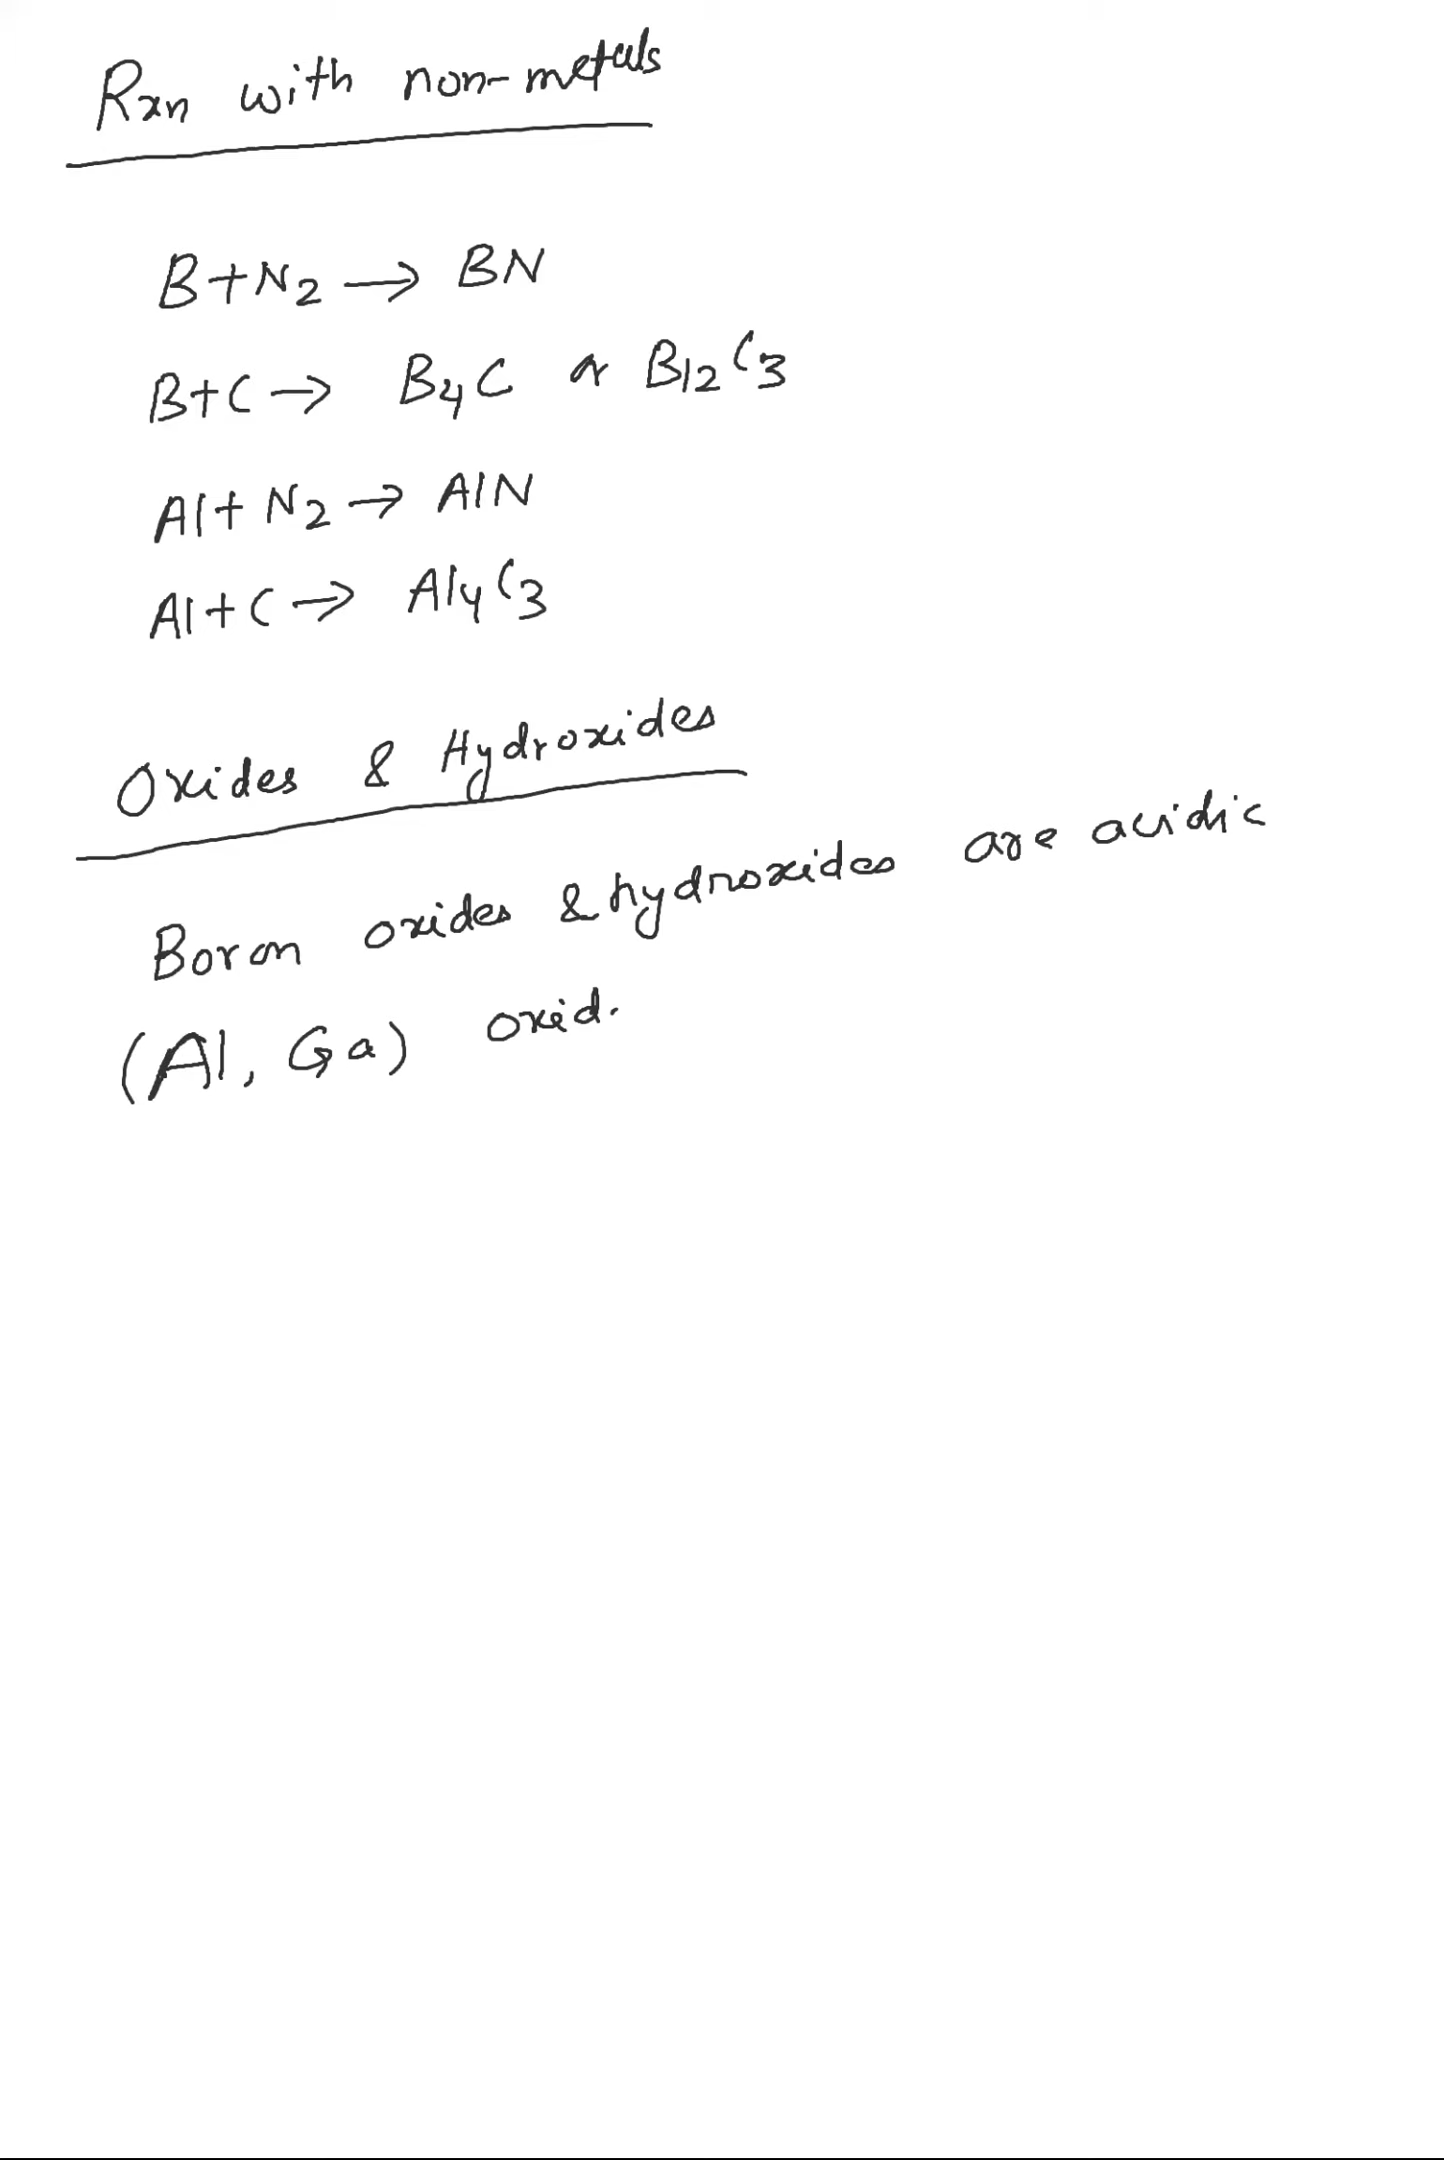 Rxn with non-metals
B+N₂ → BN
B+C → B₄C or B₁₂C₃
Al+N₂ → AlN
Al+C → Al₄C₃
Oxides & Hydroxides
Boron oxides & hydroxides are acidic
(Al, Ga) oxid.